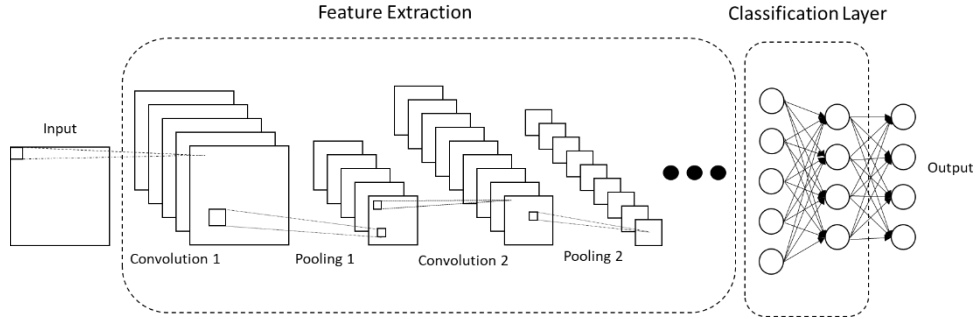 Feature Extraction
Classification Layer
Input
Convolution 1
Pooling 1
Convolution 2
Pooling 2
Output